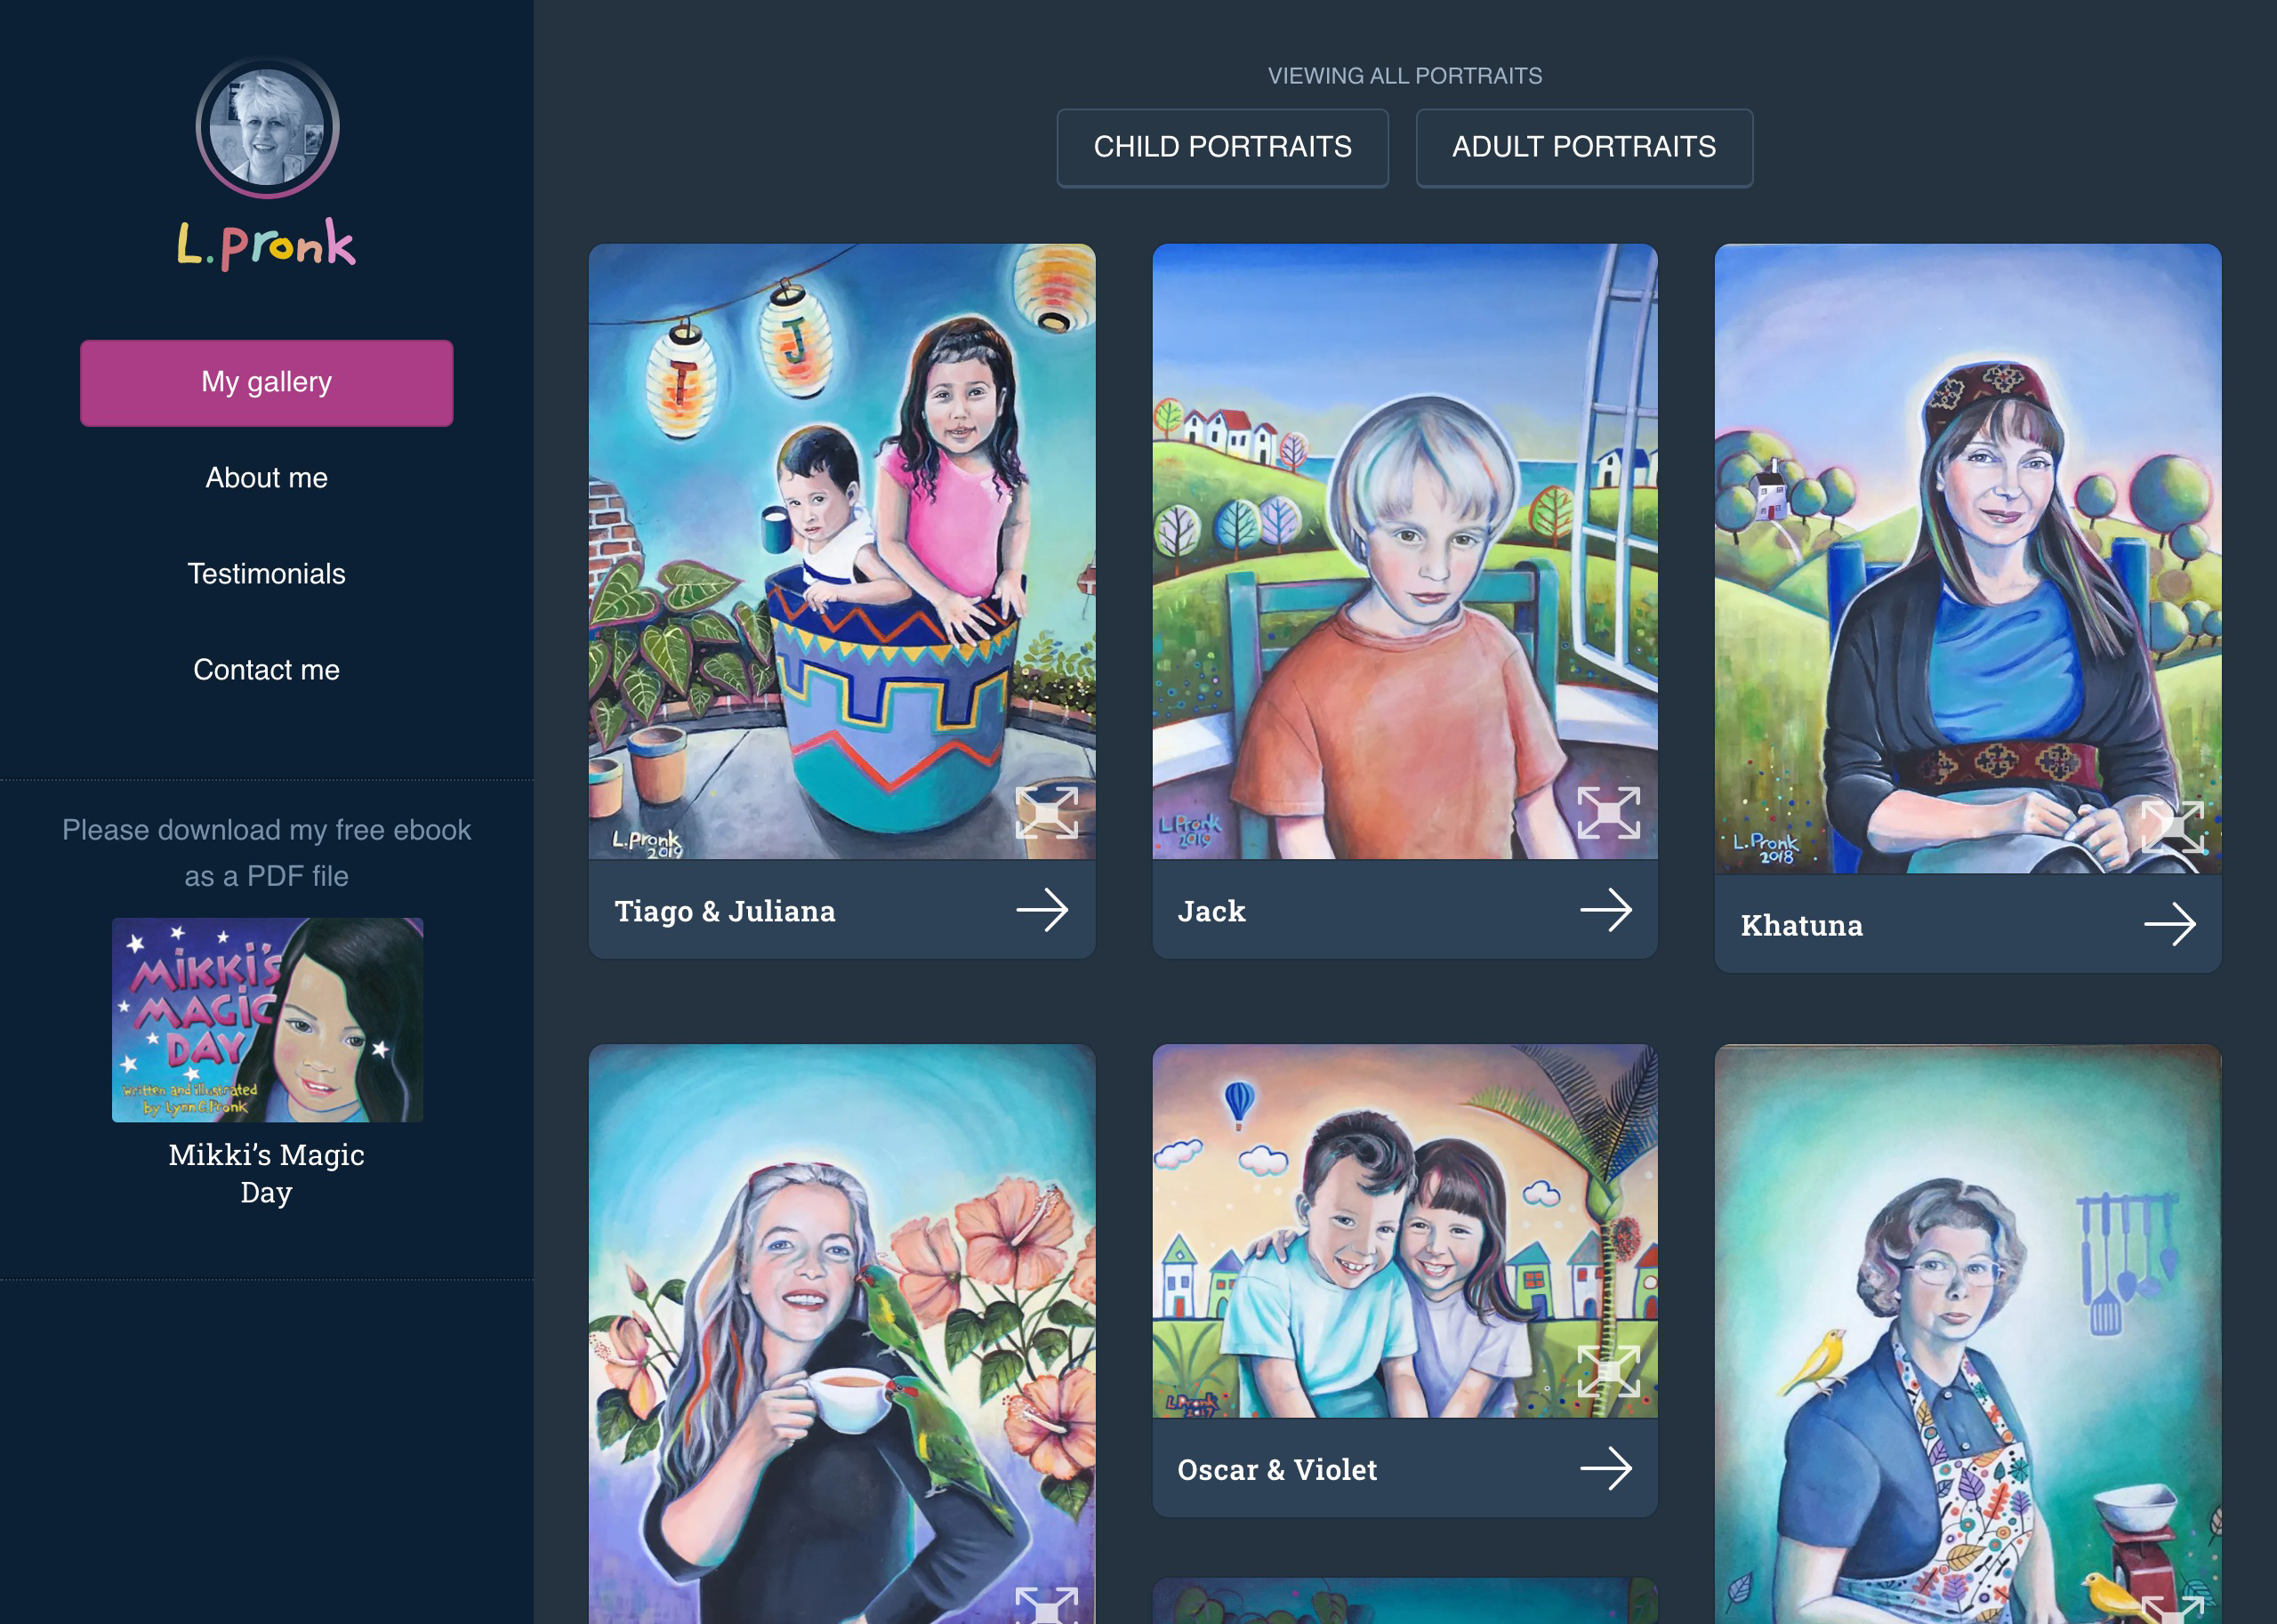 L.pronk
My gallery
About me
Testimonials
Contact me
Please download my free ebook
as a PDF file
MIKKI'S
MAGIC
DAY
written and illustrated
by Lynn C. Pronk
Mikki’s Magic
Day
VIEWING ALL PORTRAITS
CHILD PORTRAITS
ADULT PORTRAITS
T
J
L.Pronk
2019
Tiago & Juliana
L Pronk
2019
Jack
L.Pronk
2018
Khatuna
L Pronk
2017
Oscar & Violet